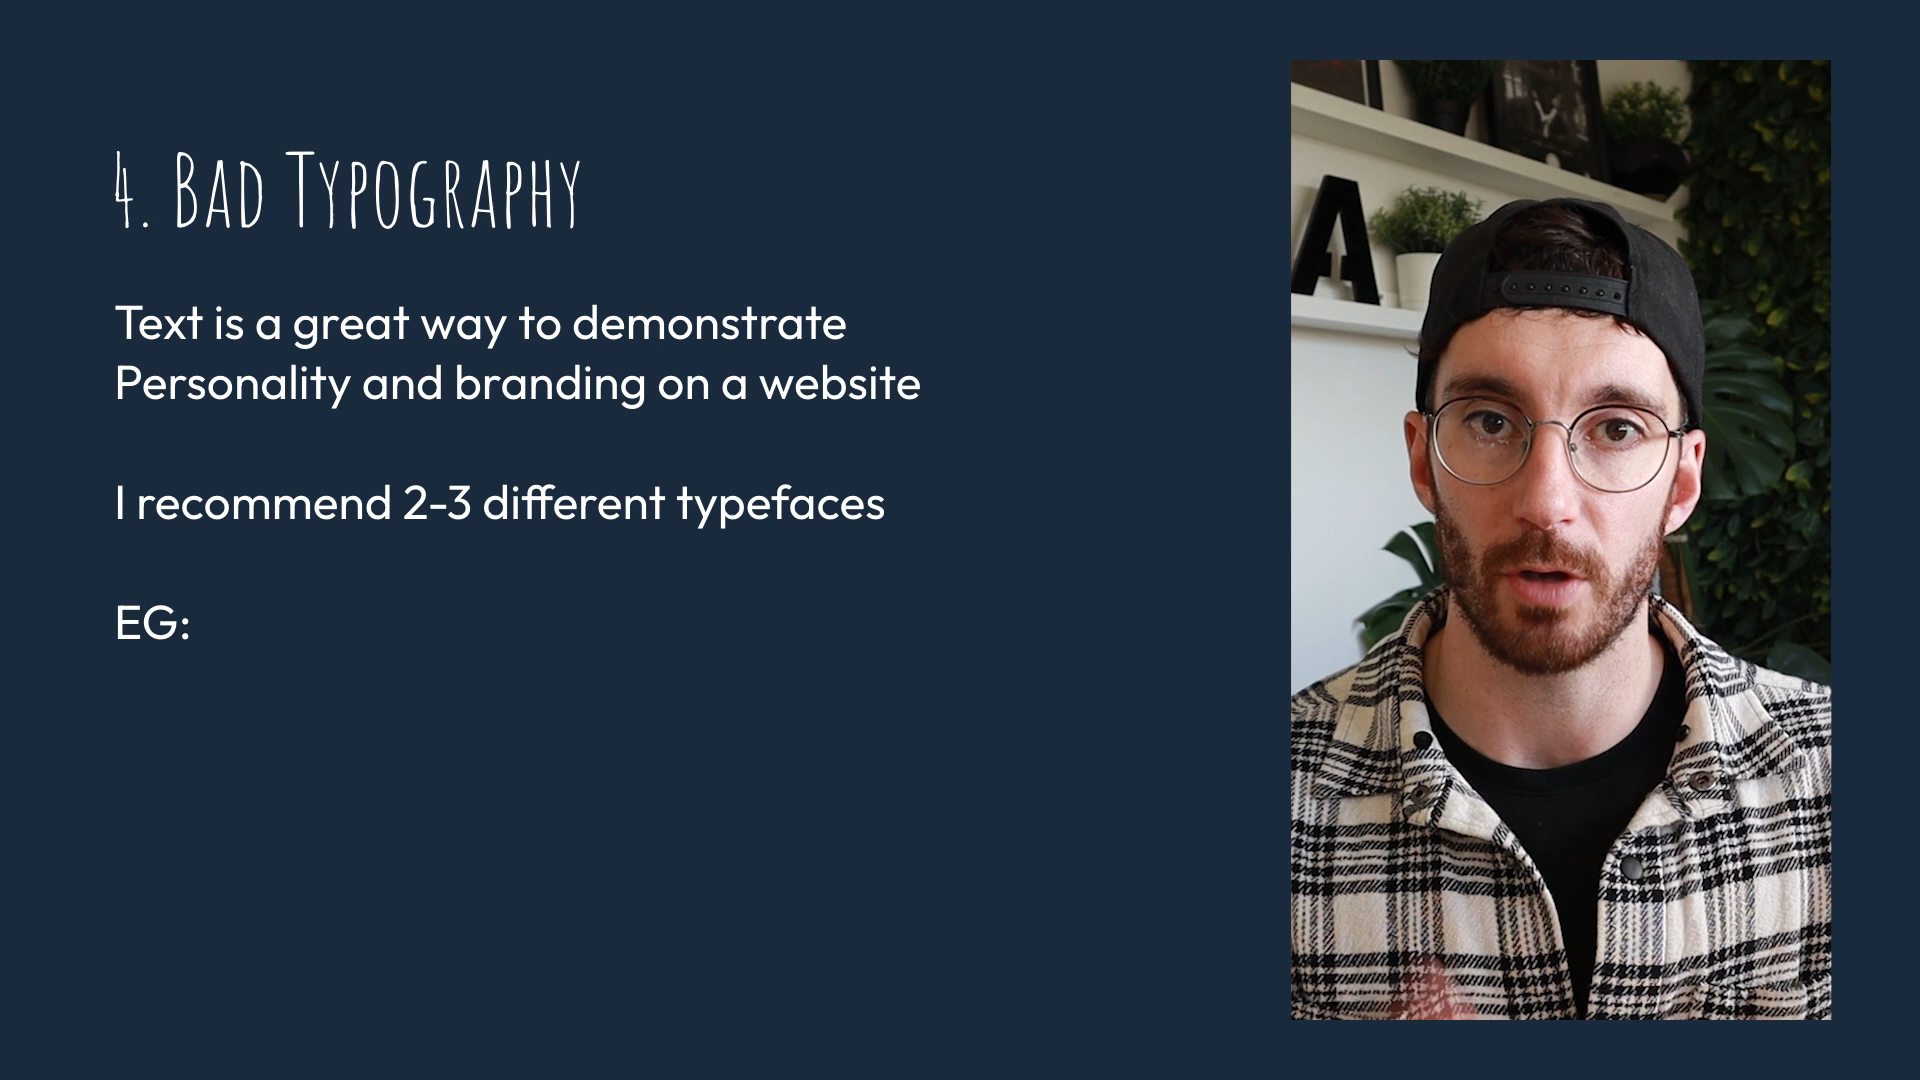 4. Bad Typography
Text is a great way to demonstrate
Personality and branding on a website
I recommend 2-3 different typefaces
EG:
A